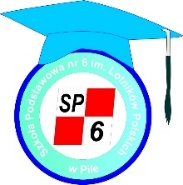 Szkoła Podstawowa nr 6 im. Lotników Polskich
SP
6
w Pile